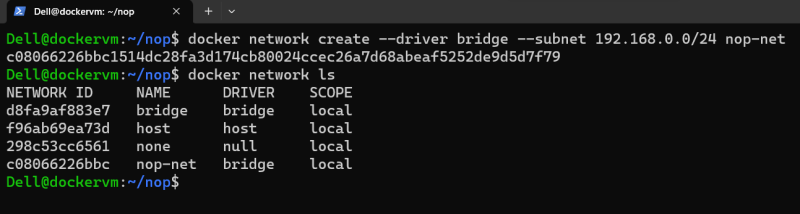 Dell@dockervm: ~/nop
Dell@dockervm:~/nop$ docker network create --driver bridge --subnet 192.168.0.0/24 nop-net
c08066226bbc1514dc28fa3d174cb80024ccec26a7d68abeaf5252de9d5d7f79
Dell@dockervm:~/nop$ docker network ls
NETWORK ID     NAME      DRIVER    SCOPE
d8fa9af883e7   bridge    bridge    local
f96ab69ea73d   host      host      local
298c53cc6561   none      null      local
c08066226bbc   nop-net   bridge    local
Dell@dockervm:~/nop$